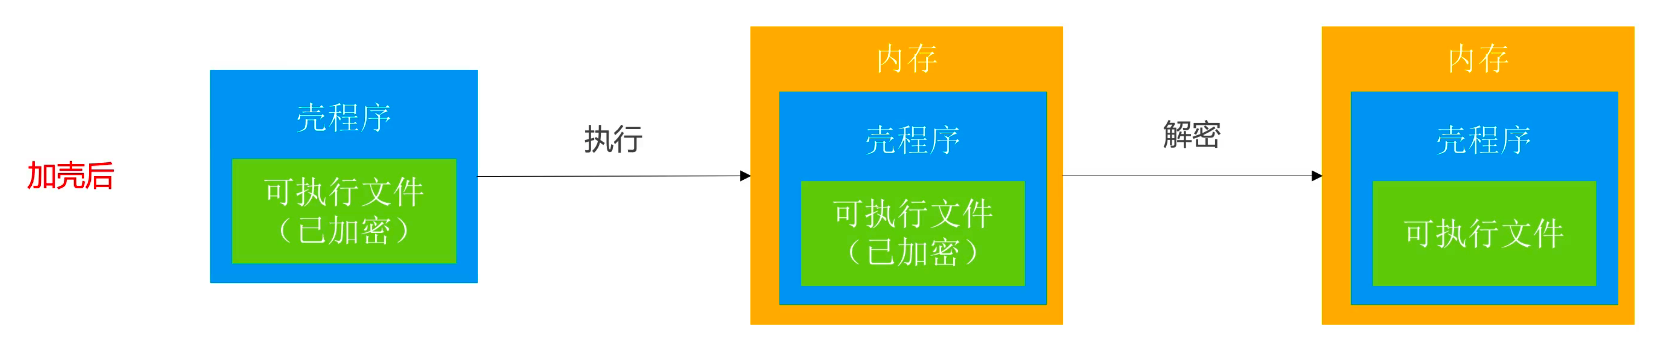 加壳后
壳程序
可执行文件
（已加密）
执行
内存
壳程序
可执行文件
（已加密）
解密
内存
壳程序
可执行文件